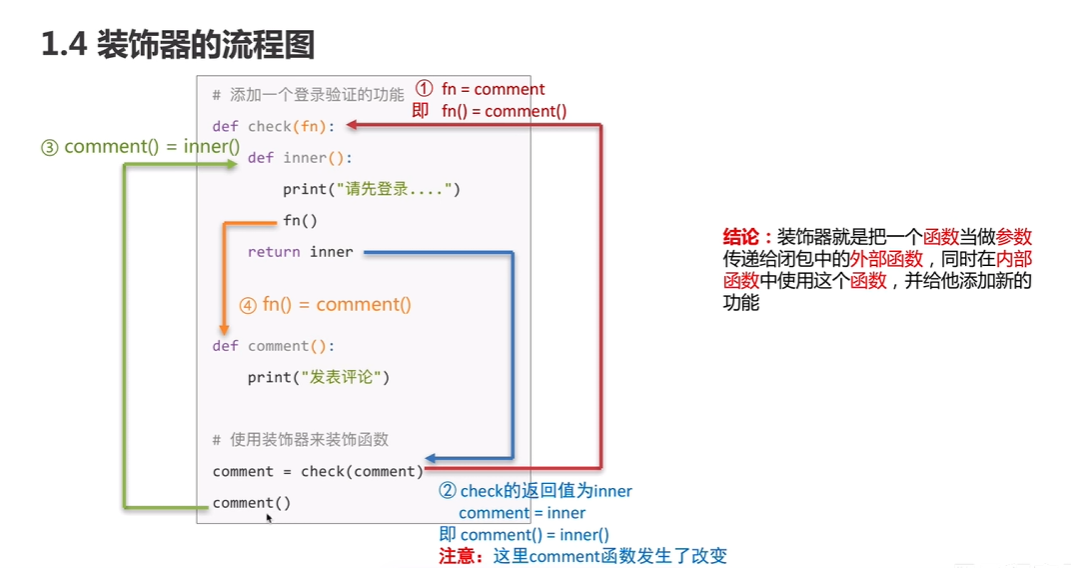 1.4 装饰器的流程图
# 添加一个登录验证的功能
① fn = comment
即 fn() = comment()
def check(fn):
③ comment() = inner()
def inner():
print("请先登录....")
fn()
return inner
④ fn() = comment()
def comment():
print("发表评论")
# 使用装饰器来装饰函数
comment = check(comment)
comment()
② check的返回值为inner
comment = inner
即 comment() = inner()
注意：这里comment函数发生了改变
结论：装饰器就是把一个函数当做参数
传递给闭包中的外部函数，同时在内部
函数中使用这个函数，并给他添加新的
功能